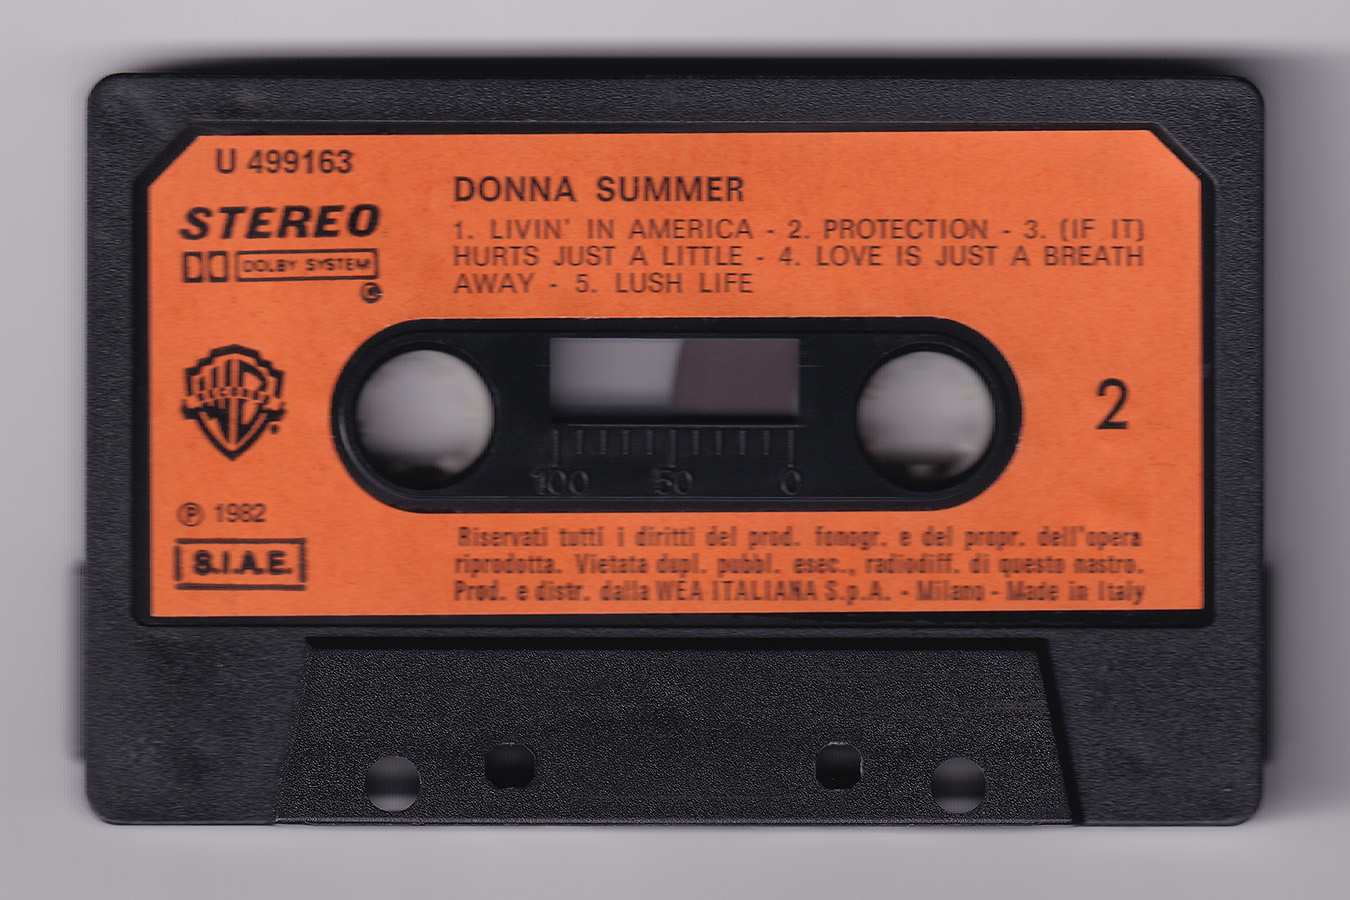 U 499163
STEREO
DOLBY SYSTEM
DONNA SUMMER
1. LIVIN' IN AMERICA - 2. PROTECTION - 3. (IF IT)
HURTS JUST A LITTLE - 4. LOVE IS JUST A BREATH
AWAY - 5. LUSH LIFE
WB
RECORDS
2
100 50 0
℗ 1982
S.I.A.E.
Riservati tutti i diritti del prod. fonogr. e del propr. dell'opera
riprodotta. Vietata dupl. pubbl. esec., radiodiff. di questo nastro.
Prod. e distr. dalla WEA ITALIANA S.p.A. - Milano - Made in Italy